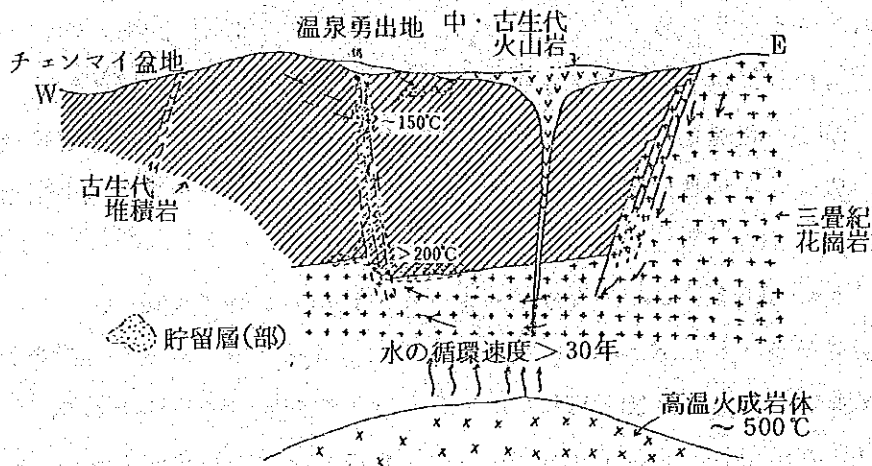 温泉勇出地
中・古生代
火山岩
チェンマイ盆地
W
E
~150℃
古生代
堆積岩
>200℃
三畳紀
花崗岩
貯留層(部)
水の循環速度>30年
高温火成岩体
~500℃